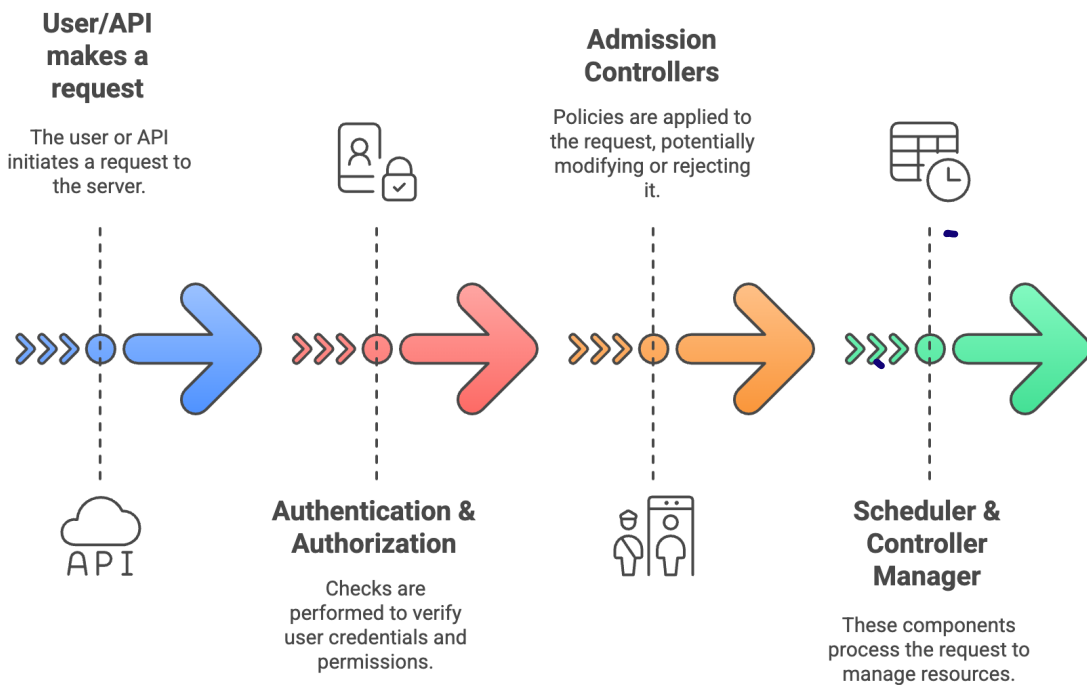 User/API
makes a
request
The user or API
initiates a request to
the server.
API
Authentication &
Authorization
Checks are
performed to verify
user credentials and
permissions.
Admission
Controllers
Policies are applied to
the request, potentially
modifying or rejecting
it.
Scheduler &
Controller
Manager
These components
process the request to
manage resources.